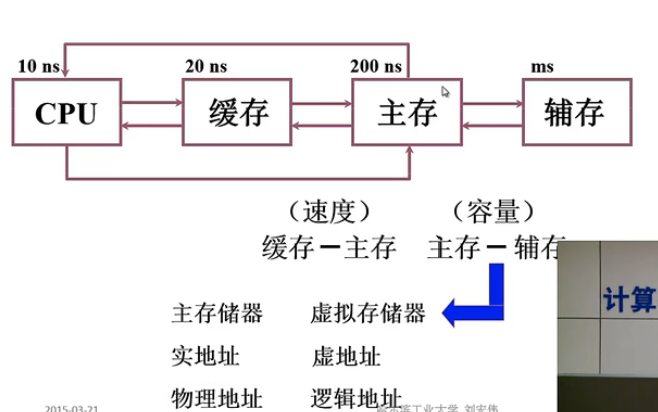 10 ns 20 ns 200 ns ms
CPU 缓存 主存 辅存
（速度） （容量）
缓存 — 主存 主存 — 辅存
计算
主存储器 虚拟存储器
实地址 虚地址
物理地址 逻辑地址
2015-03-21 哈尔滨工业大学 刘宏伟